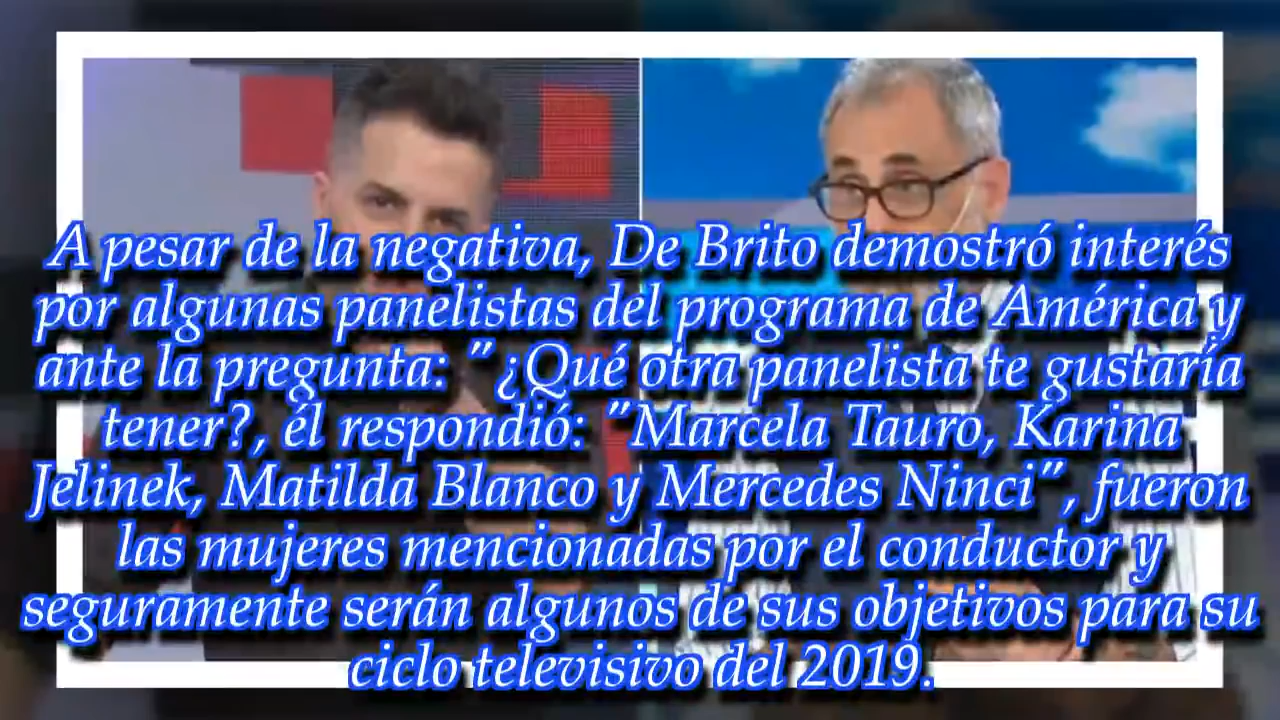 A pesar de la negativa, De Brito demostró interés
por algunas panelistas del programa de América y
ante la pregunta: "¿Qué otra panelista te gustaría
tener?, él respondió: "Marcela Tauro, Karina
Jelinek, Matilda Blanco y Mercedes Ninci", fueron
las mujeres mencionadas por el conductor y
seguramente serán algunos de sus objetivos para su
ciclo televisivo del 2019.